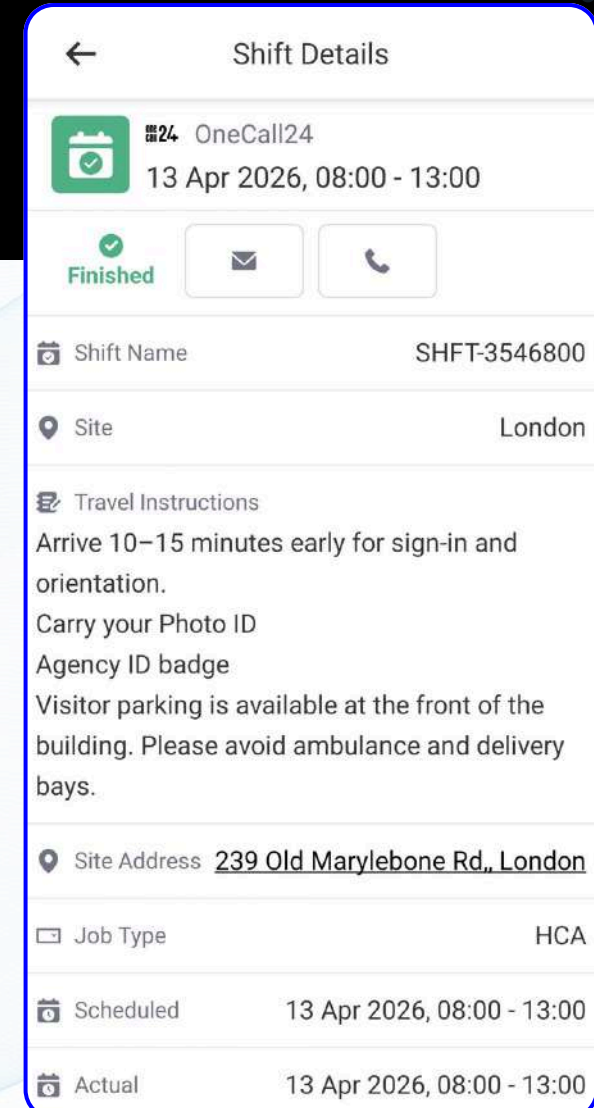 Shift Details
24 OneCall24
13 Apr 2026, 08:00 - 13:00
Finished
Shift Name SHFT-3546800
Site London
Travel Instructions
Arrive 10–15 minutes early for sign-in and
orientation.
Carry your Photo ID
Agency ID badge
Visitor parking is available at the front of the
building. Please avoid ambulance and delivery
bays.
Site Address 239 Old Marylebone Rd,, London
Job Type HCA
Scheduled 13 Apr 2026, 08:00 - 13:00
Actual 13 Apr 2026, 08:00 - 13:00